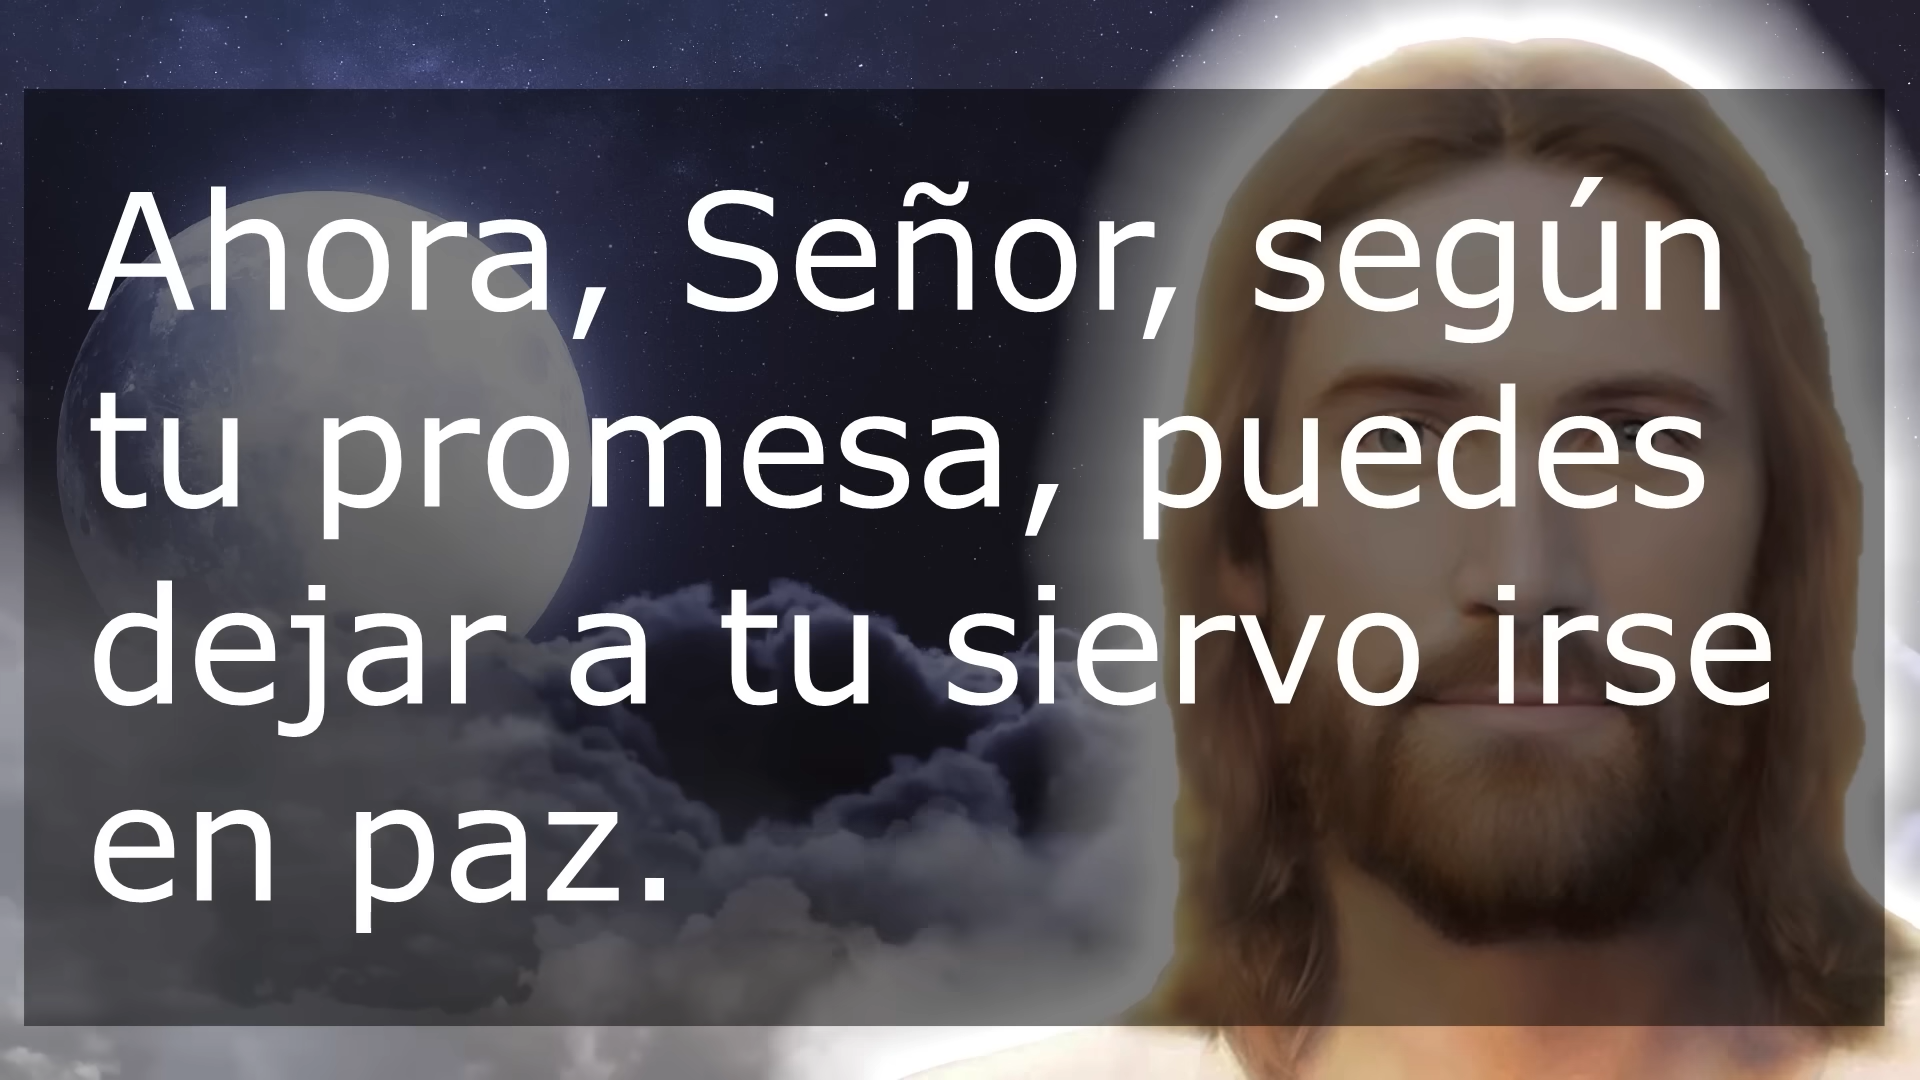 Ahora, Señor, según
tu promesa, puedes
dejar a tu siervo irse
en paz.